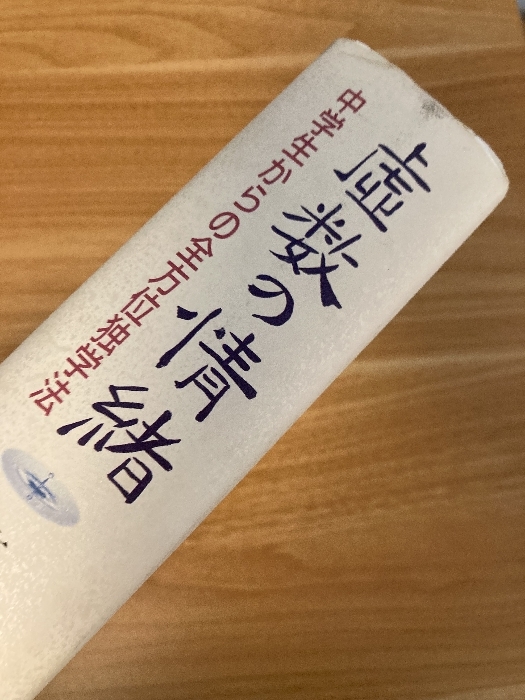 虚数の情緒
中学生からの全方位独学法